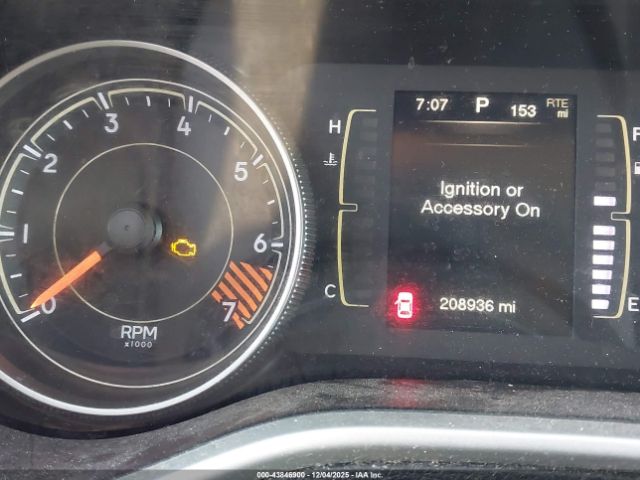 7:07 P 153 RTE mi
Ignition or
Accessory On
208936 mi
H
C
F
E
0 1 2 3 4 5 6 7
RPM
x1000
000-43846900 - 12/04/2025 - IAAI Inc.